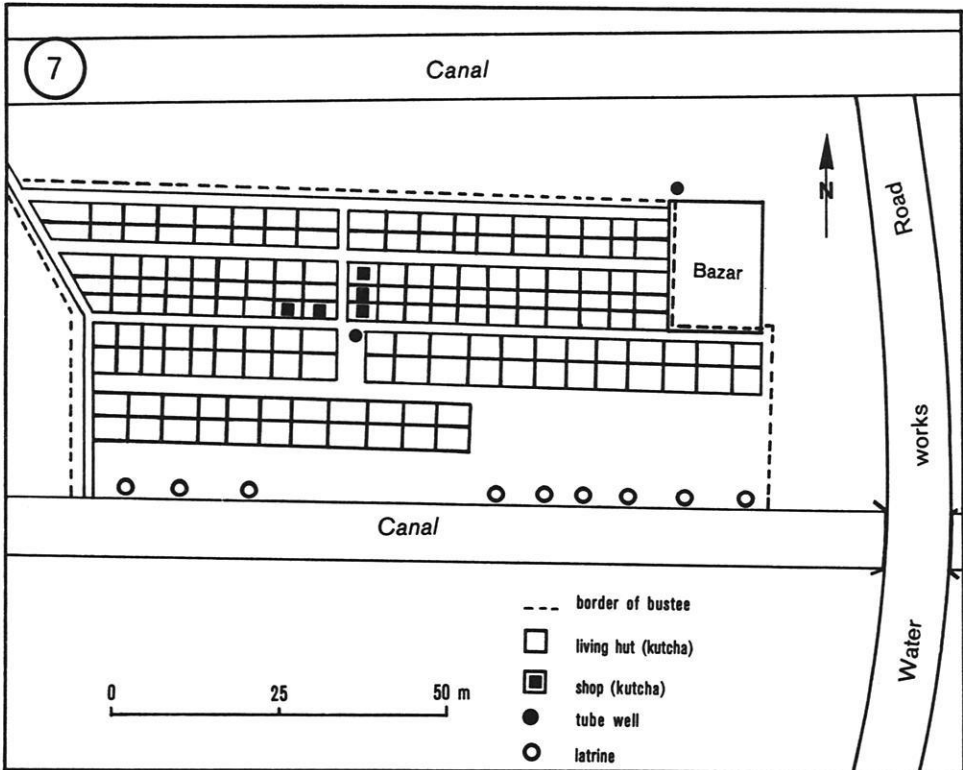 7
Canal
N
Road
Bazar
works
Canal
Water
border of bustee
living hut (kutcha)
shop (kutcha)
tube well
latrine
0 25 50 m